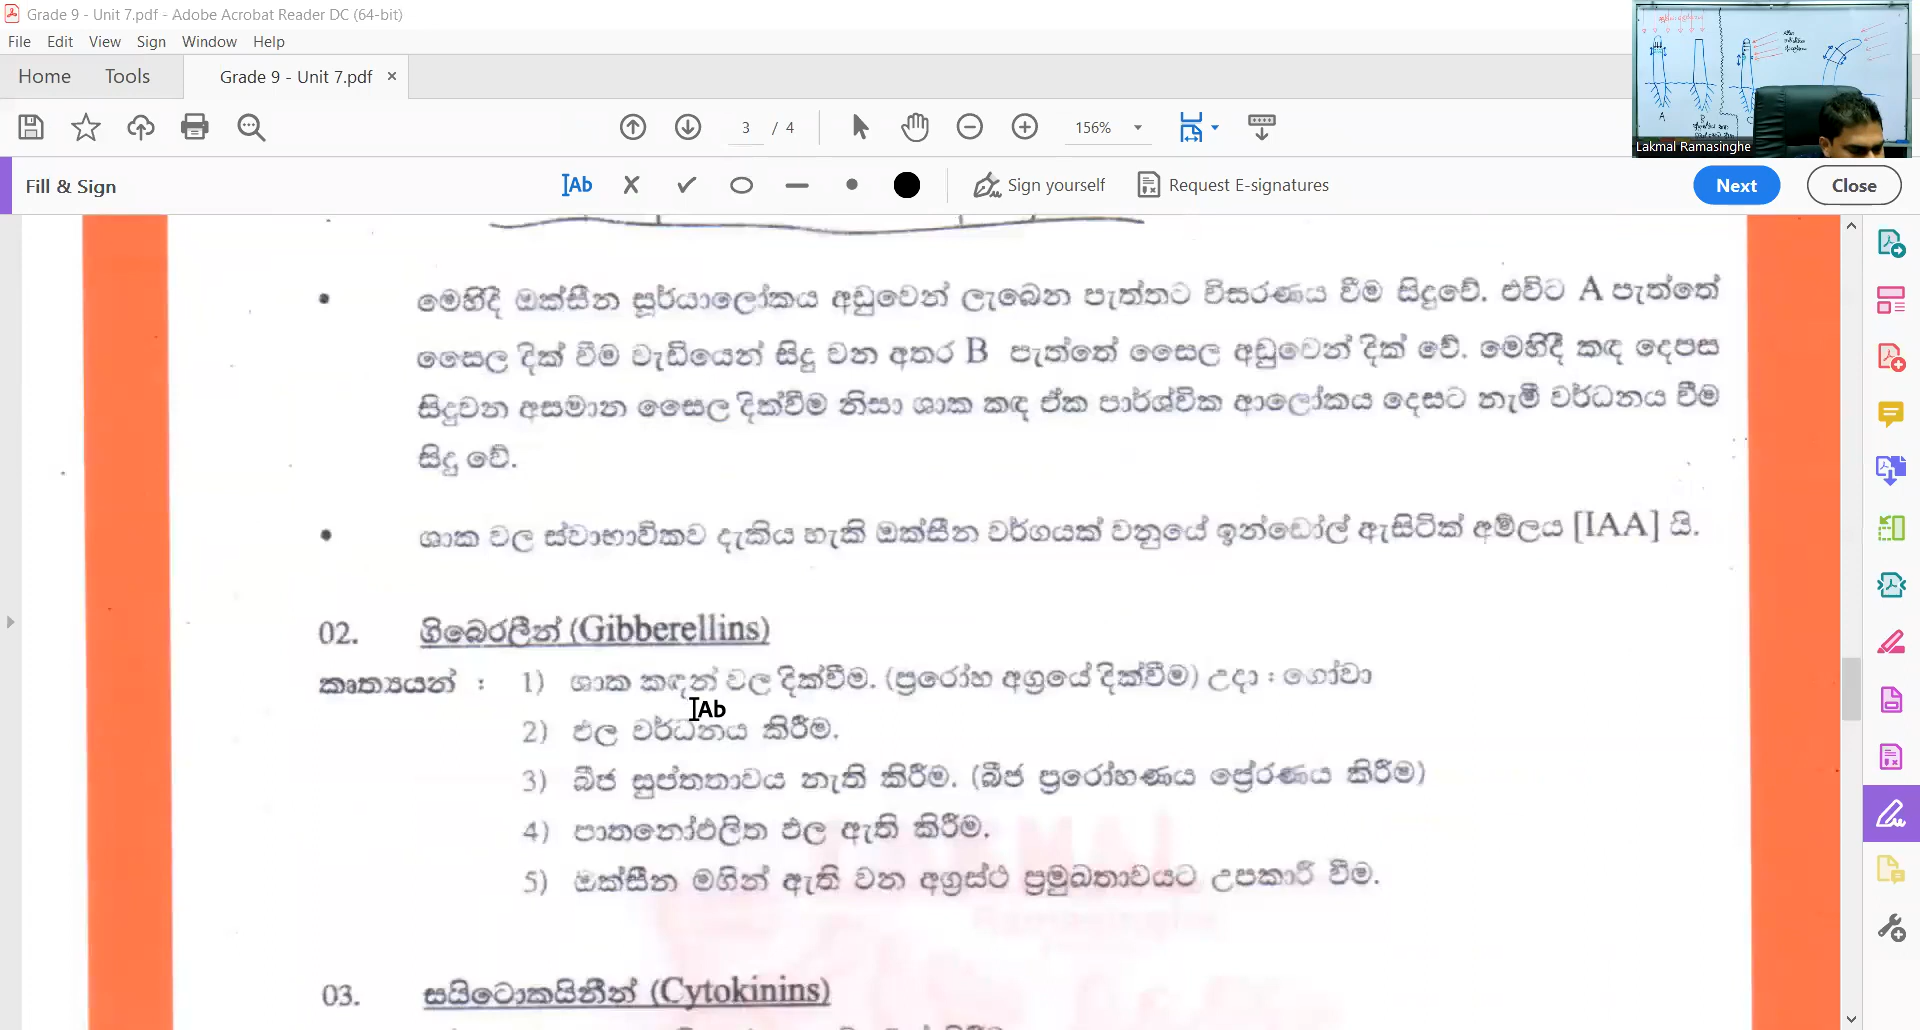 Grade 9 - Unit 7.pdf - Adobe Acrobat Reader DC (64-bit)
File Edit View Sign Window Help
Home Tools Grade 9 - Unit 7.pdf ×
3 / 4 156%
Fill & Sign Ab Sign yourself Request E-signatures Next Close
Lakmal Ramasinghe
A B
• මෙහිදී ඔක්සීන සූර්යාලෝකය අඩුවෙන් ලැබෙන පැත්තට විසරණය වීම සිදුවේ. එවිට A පැත්තේ
සෛල දික් වීම වැඩියෙන් සිදු වන අතර B පැත්තේ සෛල අඩුවෙන් දික් වේ. මෙහිදී කඳ දෙපස
සිදුවන අසමාන සෛල දික්වීම නිසා ශාක කඳ ඒක පාර්ශ්වික ආලෝකය දෙසට නැමී වර්ධනය වීම
සිදු වේ.
• ශාක වල ස්වාභාවිකව දැකිය හැකි ඔක්සීන වර්ගයක් වනුයේ ඉන්ඩෝල් ඇසිටික් අම්ලය [IAA] යි.
02. ගිබෙරලීන් (Gibberellins)
කෘත්‍යයන් : 1) ශාක කඳන් වල දික්වීම. (ප්‍රරෝහ අග්‍රයේ දික්වීම) උදා : ගෝවා
Ab
2) ඵල වර්ධනය කිරීම.
3) බීජ සුප්තතාවය නැති කිරීම. (බීජ ප්‍රරෝහණය ප්‍රේරණය කිරීම)
4) පාතනෝඵලිත ඵල ඇති කිරීම.
5) ඔක්සීන මගින් ඇති වන අග්‍රස්ථ ප්‍රමුඛතාවයට උපකාරී වීම.
03. සයිටොකයිනීන් (Cytokinins)